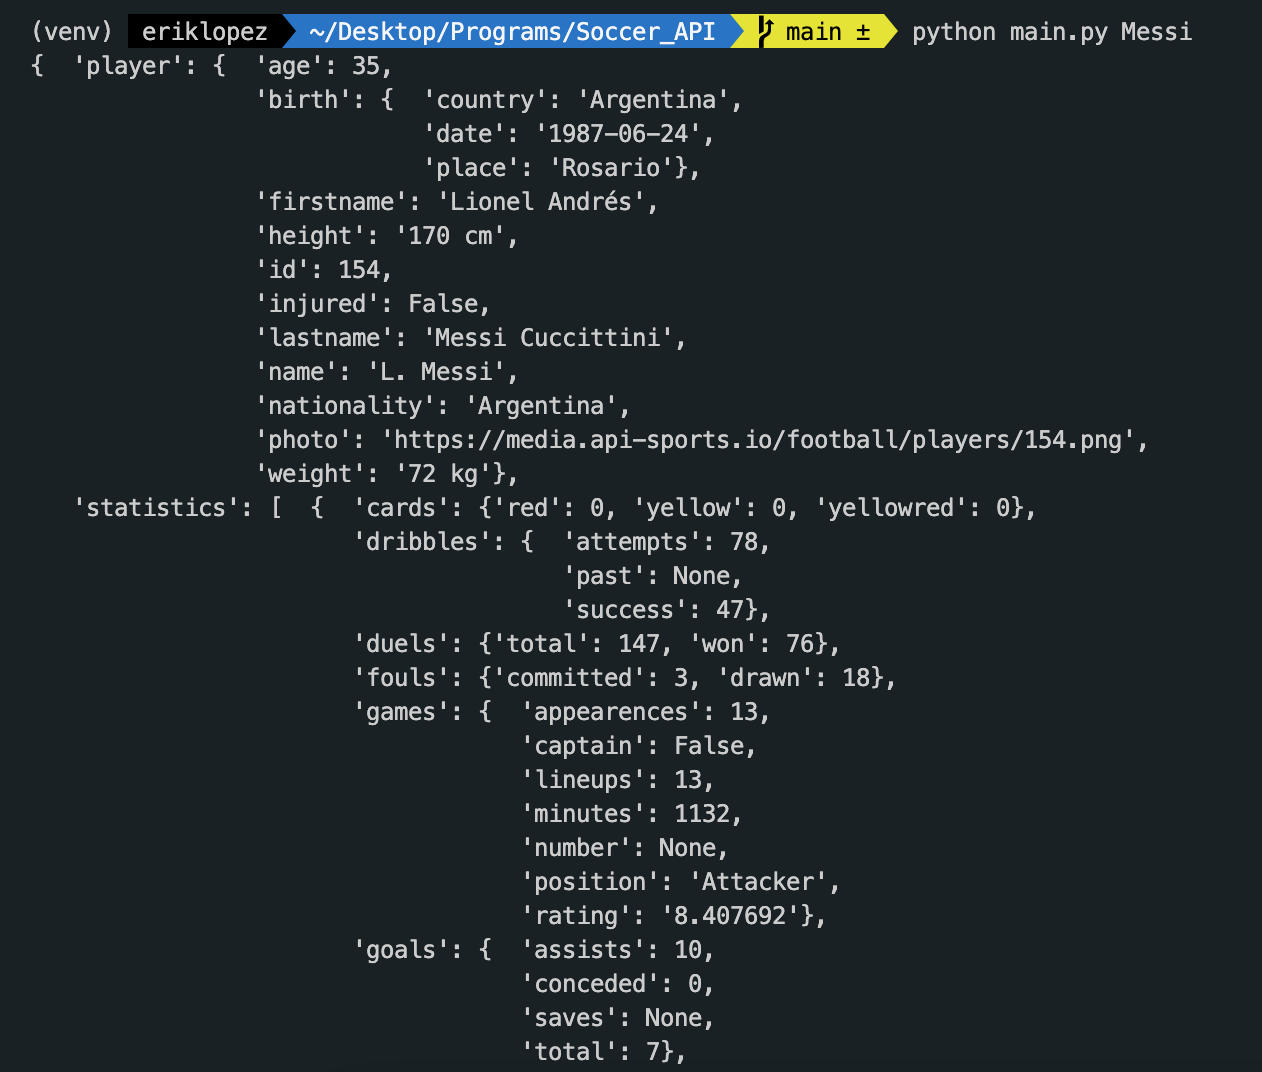 (venv) eriklopez ~/Desktop/Programs/Soccer_API main ± python main.py Messi
{  'player': {  'age': 35,
                'birth': {  'country': 'Argentina',
                            'date': '1987-06-24',
                            'place': 'Rosario'},
                'firstname': 'Lionel Andrés',
                'height': '170 cm',
                'id': 154,
                'injured': False,
                'lastname': 'Messi Cuccittini',
                'name': 'L. Messi',
                'nationality': 'Argentina',
                'photo': 'https://media.api-sports.io/football/players/154.png',
                'weight': '72 kg'},
   'statistics': [  {  'cards': {'red': 0, 'yellow': 0, 'yellowred': 0},
                       'dribbles': {  'attempts': 78,
                                      'past': None,
                                      'success': 47},
                       'duels': {'total': 147, 'won': 76},
                       'fouls': {'committed': 3, 'drawn': 18},
                       'games': {  'appearences': 13,
                                   'captain': False,
                                   'lineups': 13,
                                   'minutes': 1132,
                                   'number': None,
                                   'position': 'Attacker',
                                   'rating': '8.407692'},
                       'goals': {  'assists': 10,
                                   'conceded': 0,
                                   'saves': None,
                                   'total': 7},